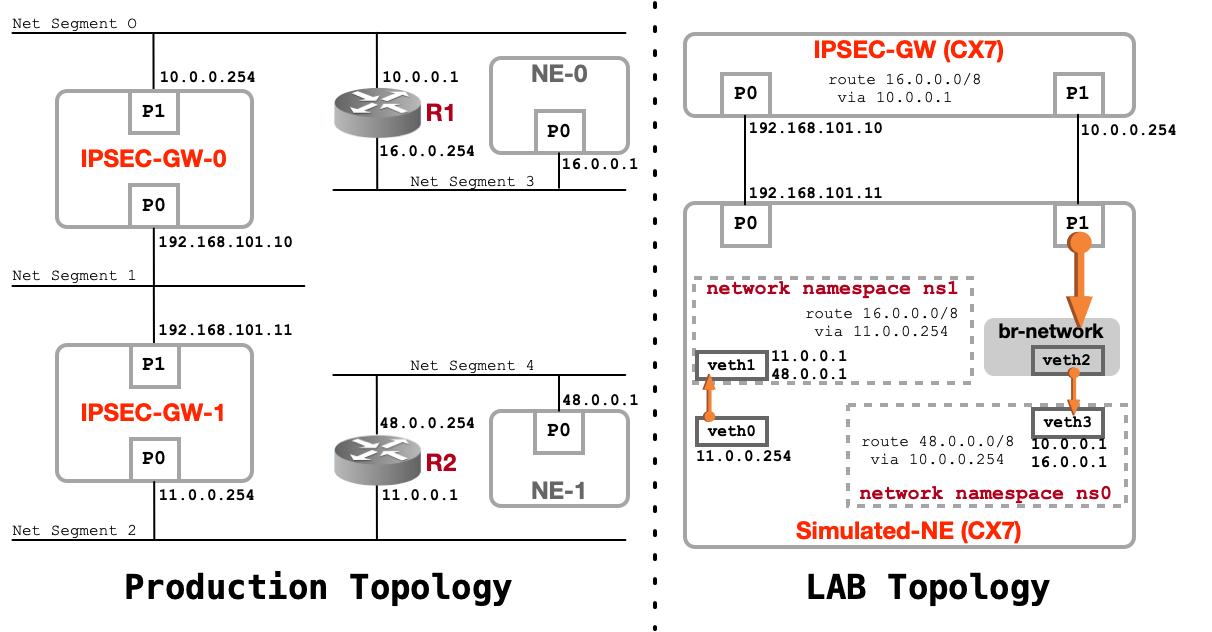 Net Segment O
10.0.0.254
P1
IPSEC-GW-0
P0
192.168.101.10
10.0.0.1
R1
16.0.0.254
NE-0
P0
16.0.0.1
Net Segment 3
Net Segment 1
192.168.101.11
P1
IPSEC-GW-1
P0
11.0.0.254
Net Segment 4
48.0.0.254
R2
11.0.0.1
48.0.0.1
P0
NE-1
Net Segment 2
Production Topology
IPSEC-GW (CX7)
P0
route 16.0.0.0/8
via 10.0.0.1
P1
192.168.101.10
10.0.0.254
192.168.101.11
P0
P1
network namespace ns1
route 16.0.0.0/8
via 11.0.0.254
veth1
11.0.0.1
48.0.0.1
veth0
11.0.0.254
br-network
veth2
veth3
10.0.0.1
16.0.0.1
route 48.0.0.0/8
via 10.0.0.254
network namespace ns0
Simulated-NE (CX7)
LAB Topology